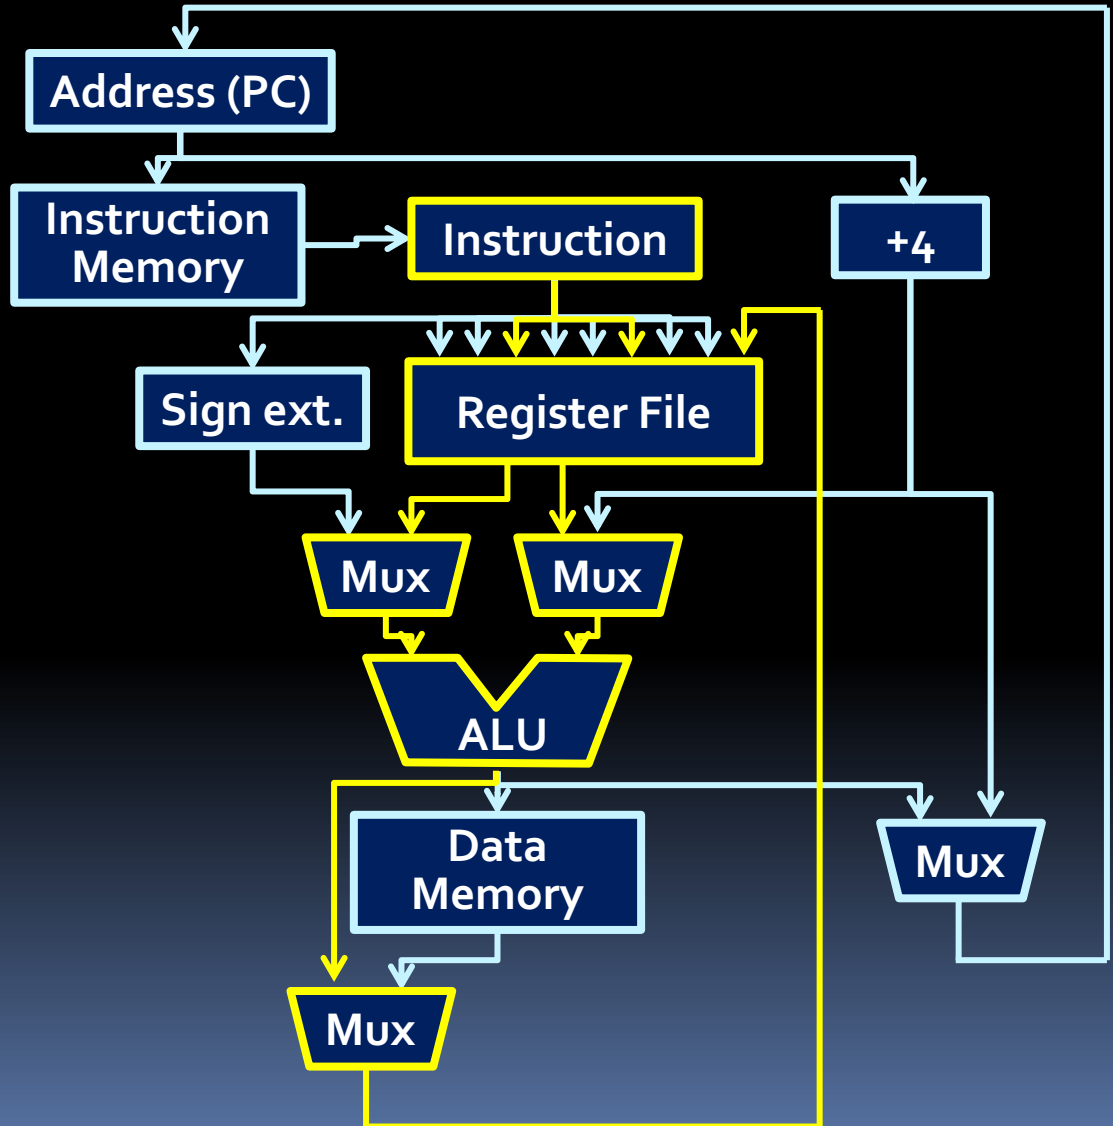 Address (PC)
Instruction
Memory
Instruction
+4
Sign ext.
Register File
Mux
Mux
ALU
Data
Memory
Mux
Mux